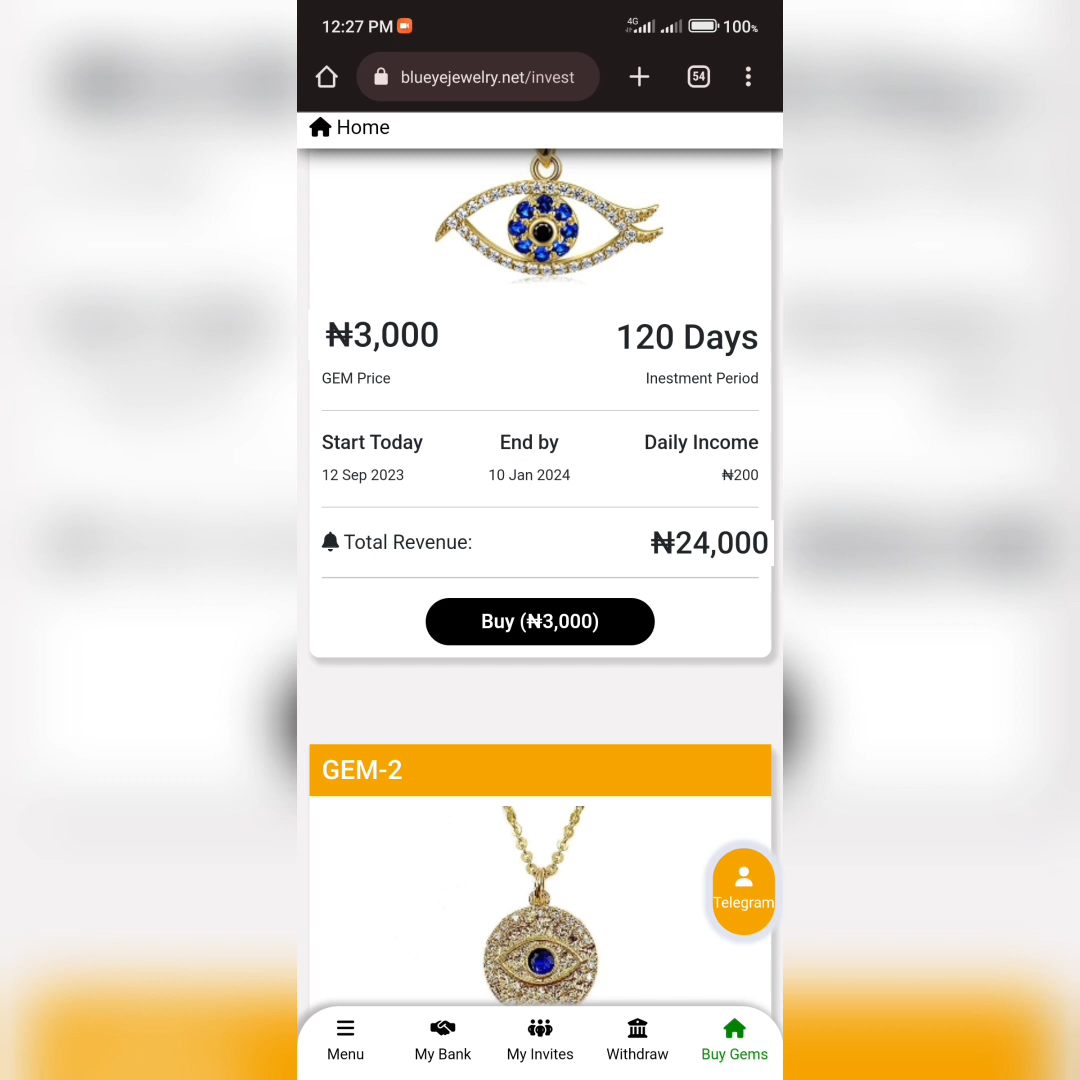 12:27 PM
4G
100%
blueyejewelry.net/invest
54
Home
₦3,000
120 Days
GEM Price
Inestment Period
Start Today
End by
Daily Income
12 Sep 2023
10 Jan 2024
₦200
Total Revenue:
₦24,000
Buy (₦3,000)
GEM-2
Telegram
Menu
My Bank
My Invites
Withdraw
Buy Gems